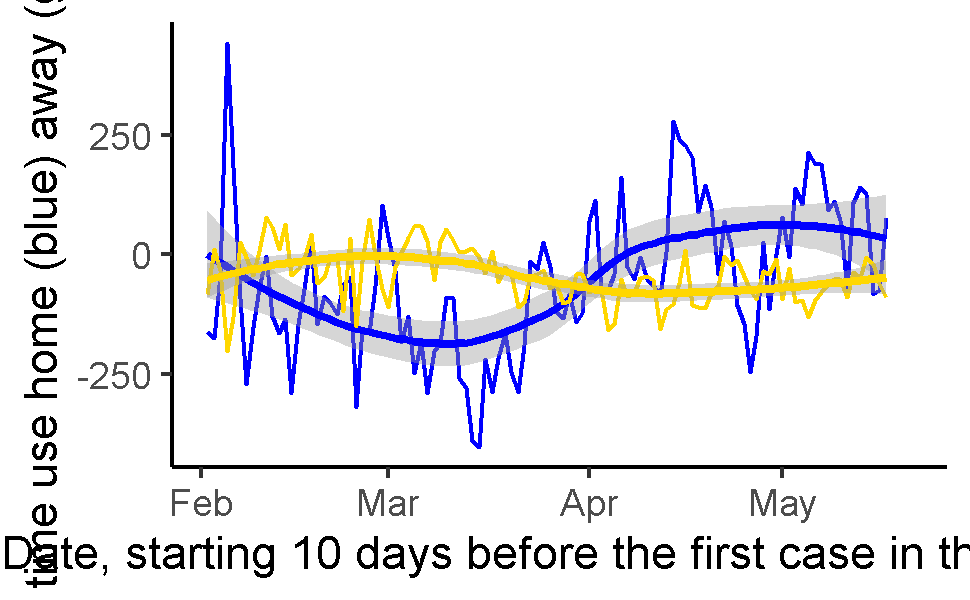 time use home (blue) away
250
0
-250
Feb Mar Apr May
Date, starting 10 days before the first case in